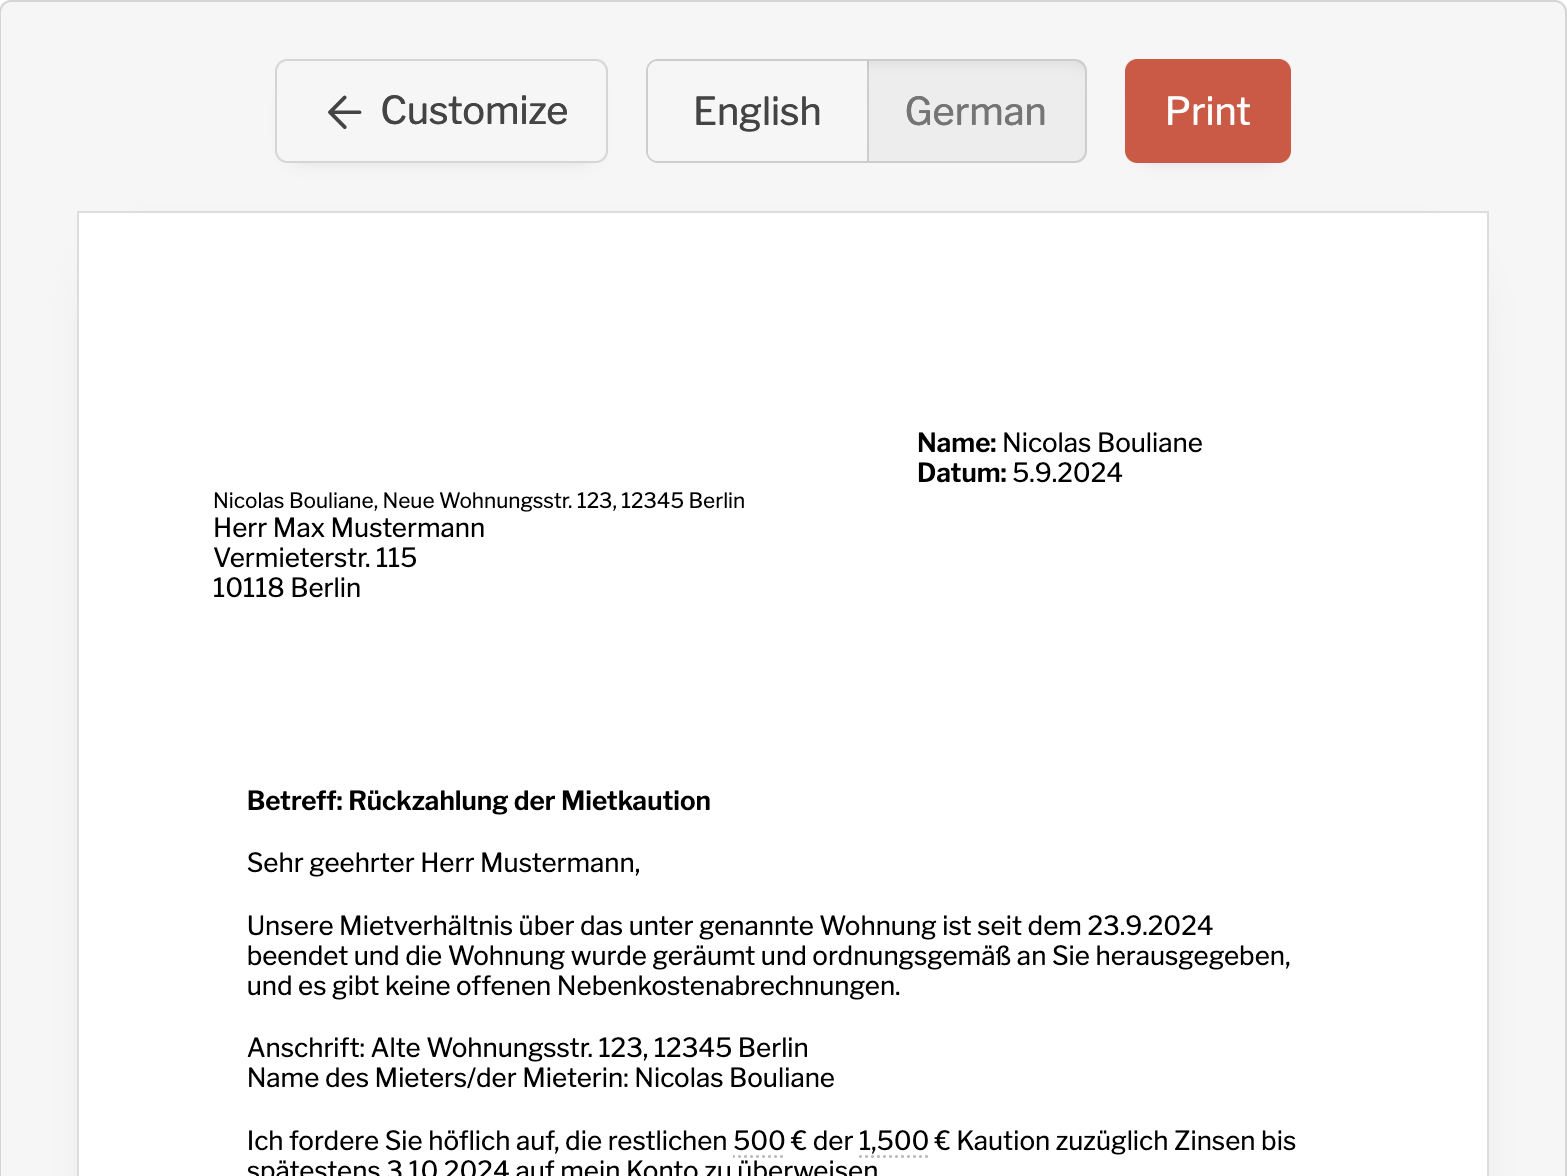 ← Customize
English
German
Print
Name: Nicolas Bouliane
Datum: 5.9.2024
Nicolas Bouliane, Neue Wohnungsstr. 123, 12345 Berlin
Herr Max Mustermann
Vermieterstr. 115
10118 Berlin
Betreff: Rückzahlung der Mietkaution
Sehr geehrter Herr Mustermann,
Unsere Mietverhältnis über das unter genannte Wohnung ist seit dem 23.9.2024
beendet und die Wohnung wurde geräumt und ordnungsgemäß an Sie herausgegeben,
und es gibt keine offenen Nebenkostenabrechnungen.
Anschrift: Alte Wohnungsstr. 123, 12345 Berlin
Name des Mieters/der Mieterin: Nicolas Bouliane
Ich fordere Sie höflich auf, die restlichen 500 € der 1,500 € Kaution zuzüglich Zinsen bis
spätestens 3.10.2024 auf mein Konto zu überweisen.